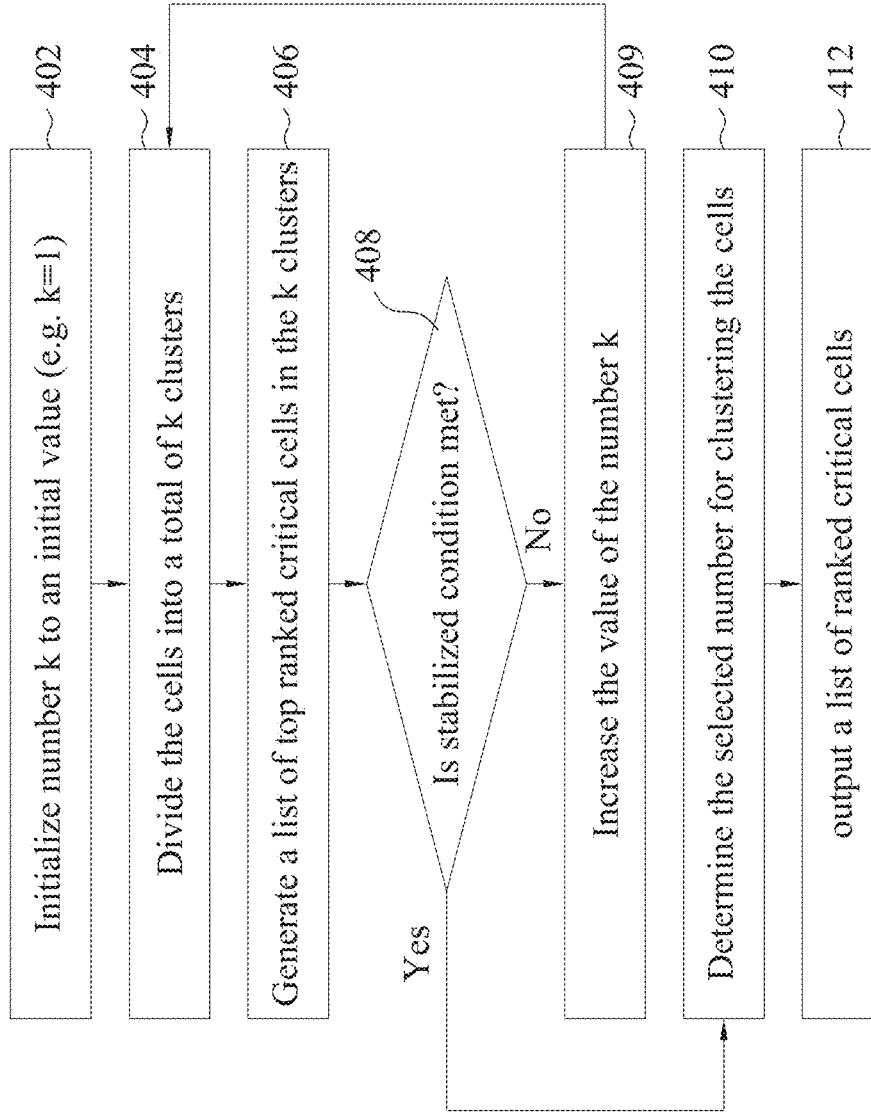 Initialize number k to an initial value (e.g. k=1)
402
Divide the cells into a total of k clusters
404
Generate a list of top ranked critical cells in the k clusters
406
Is stabilized condition met?
408
Yes
No
Increase the value of the number k
409
Determine the selected number for clustering the cells
410
output a list of ranked critical cells
412